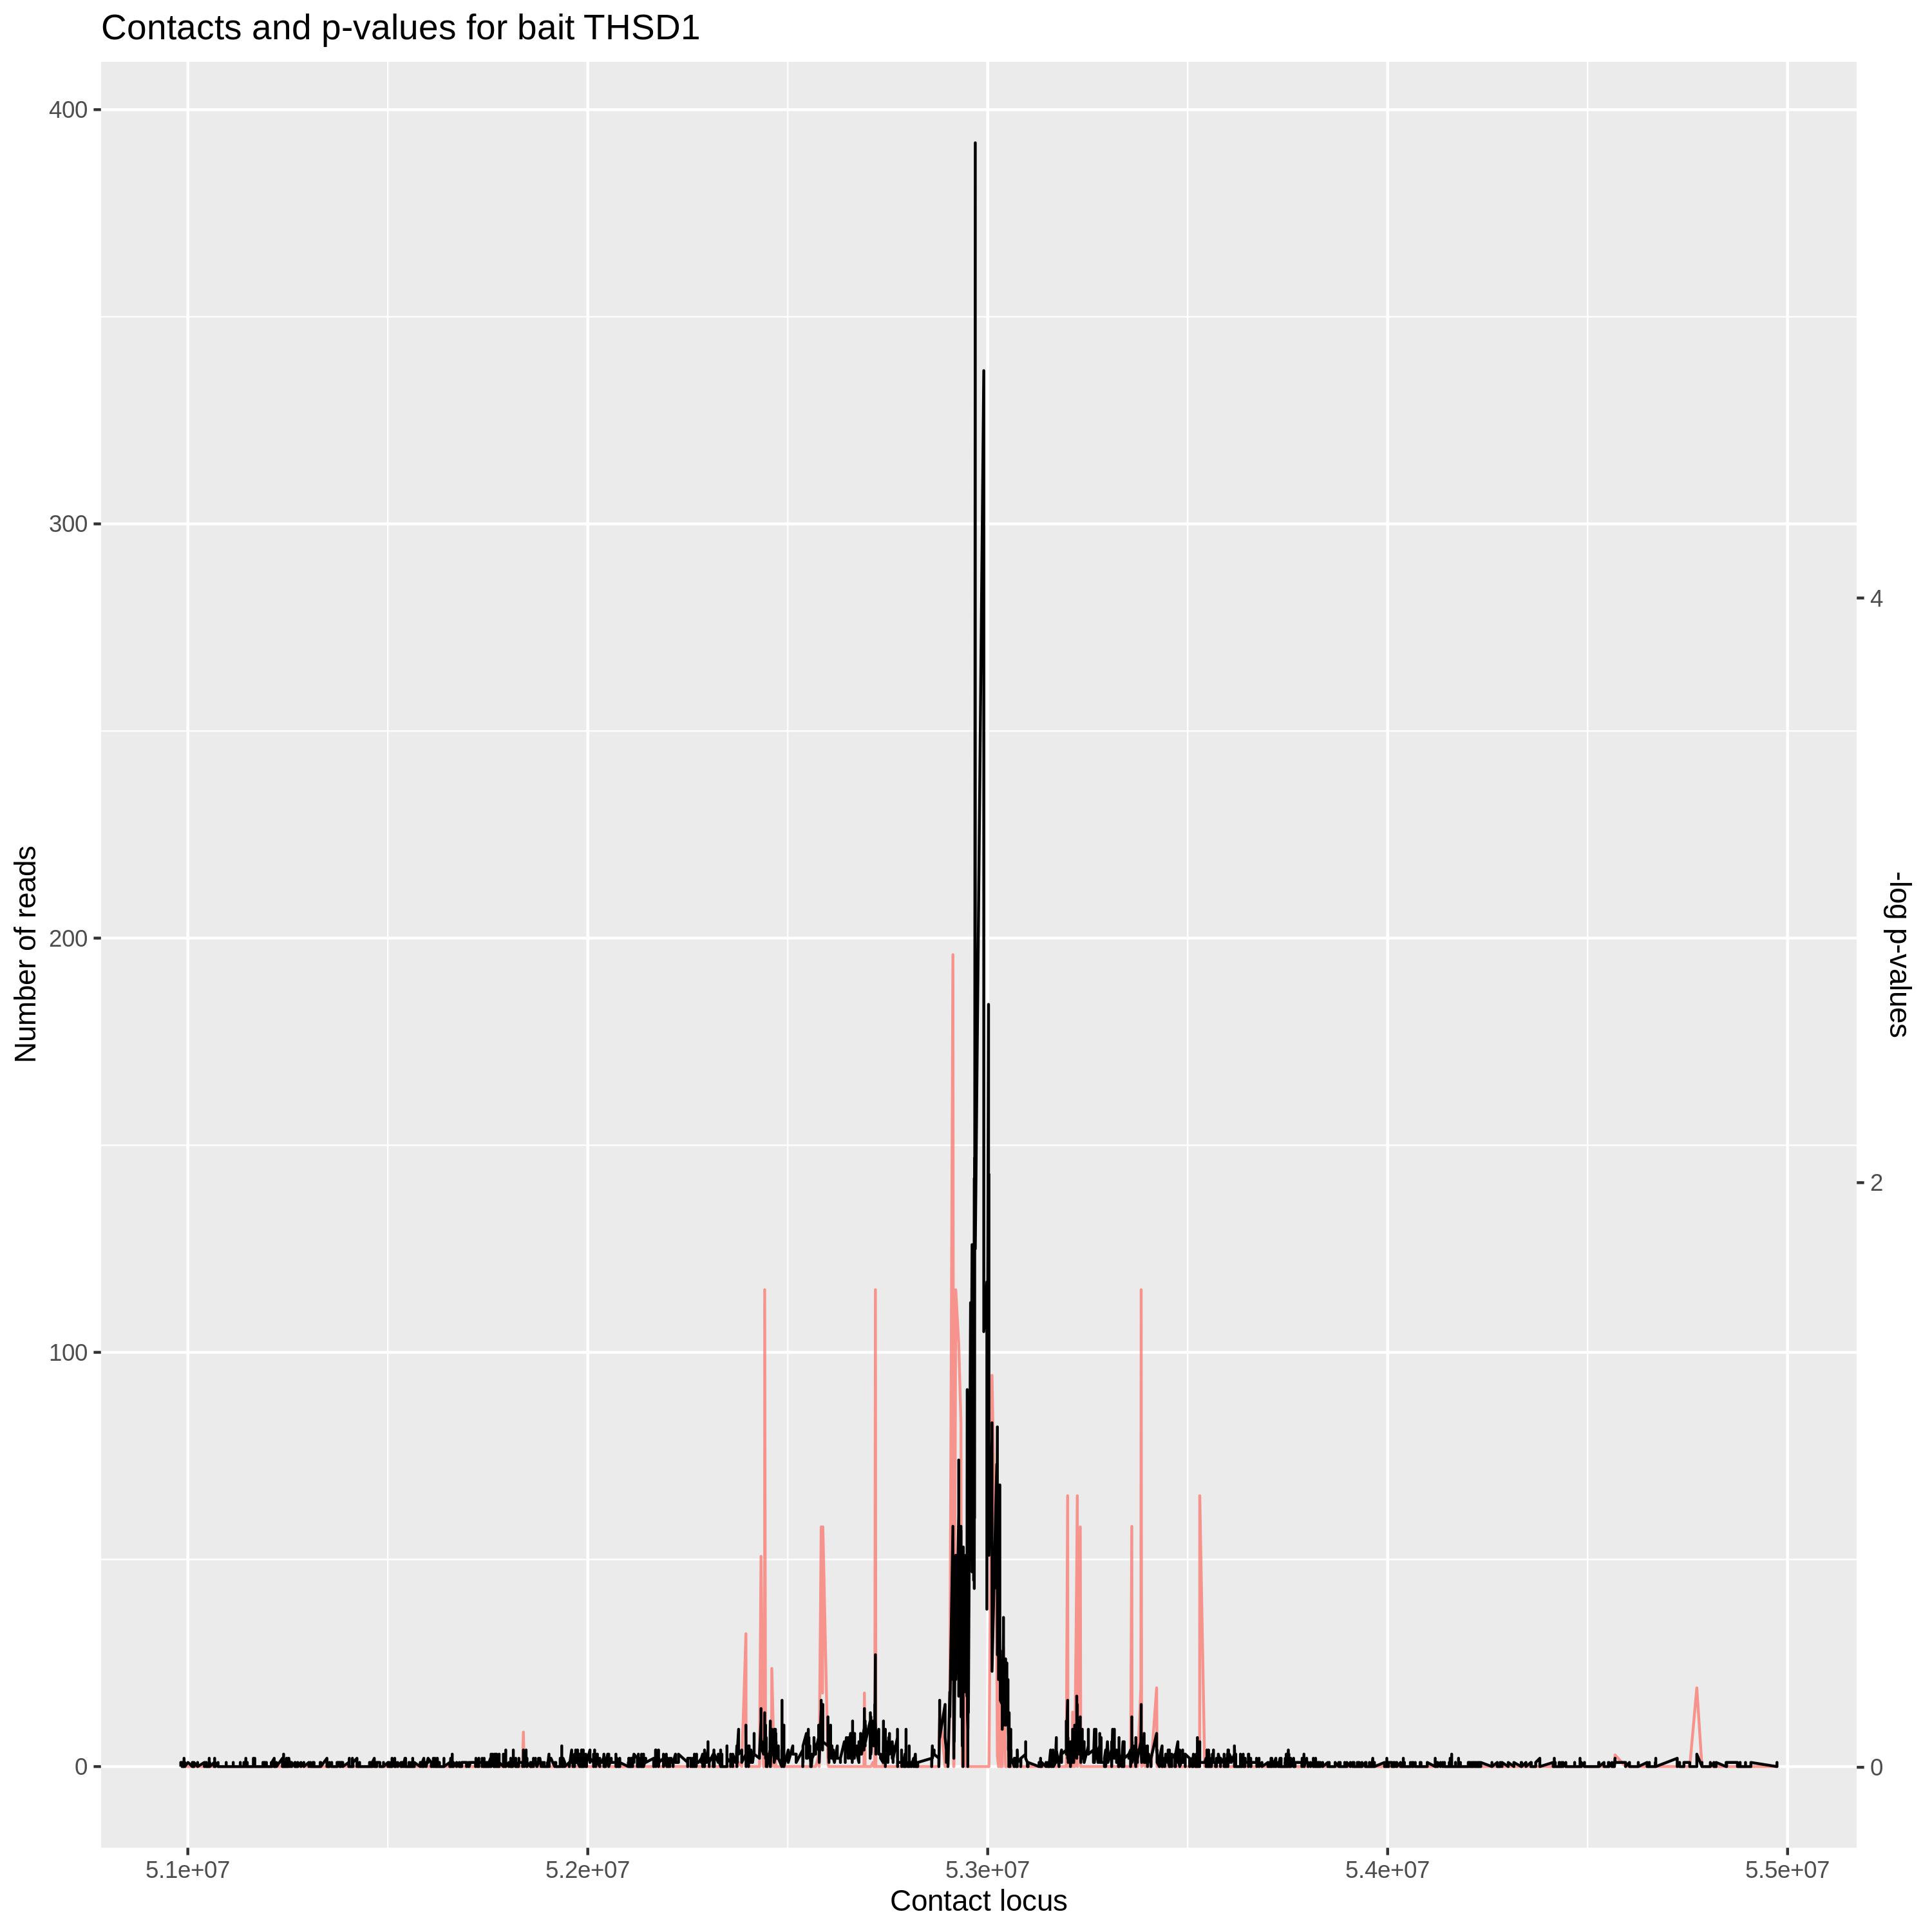 Contacts and p-values for bait THSD1
400
300
200
100
0
Number of reads
4
2
0
-log p-values
5.1e+07 5.2e+07 5.3e+07 5.4e+07 5.5e+07
Contact locus